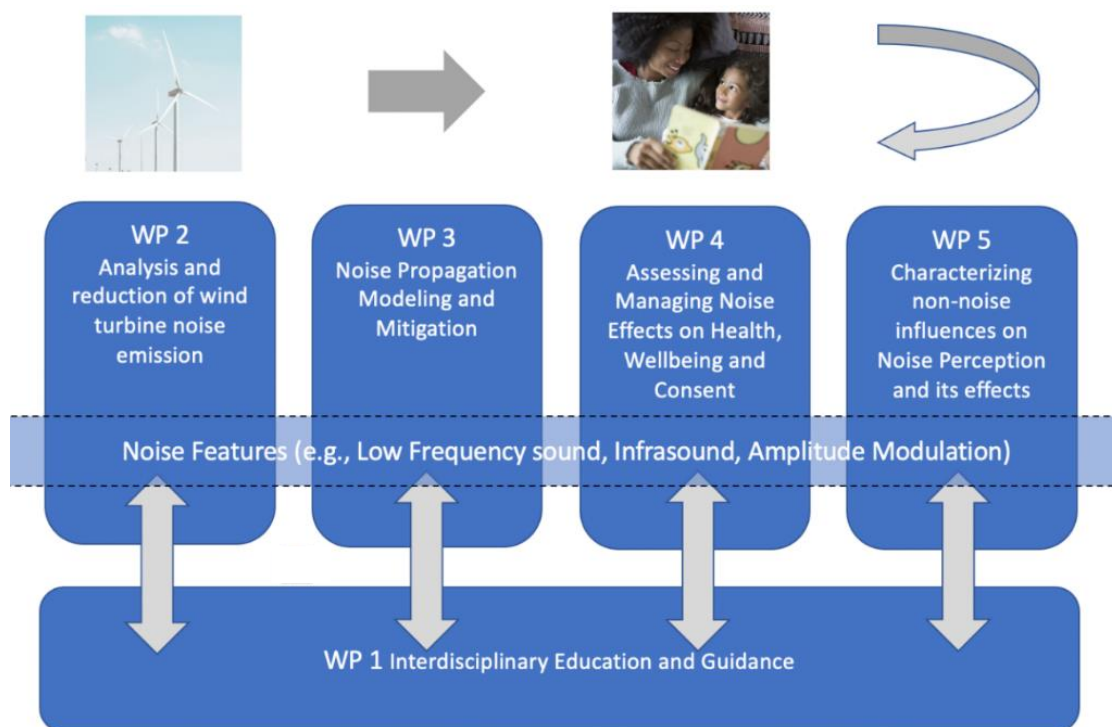 WP 2
Analysis and
reduction of wind
turbine noise
emission
WP 3
Noise Propagation
Modeling and
Mitigation
WP 4
Assessing and
Managing Noise
Effects on Health,
Wellbeing and
Consent
WP 5
Characterizing
non-noise
influences on
Noise Perception
and its effects
Noise Features (e.g., Low Frequency sound, Infrasound, Amplitude Modulation)
WP 1 Interdisciplinary Education and Guidance